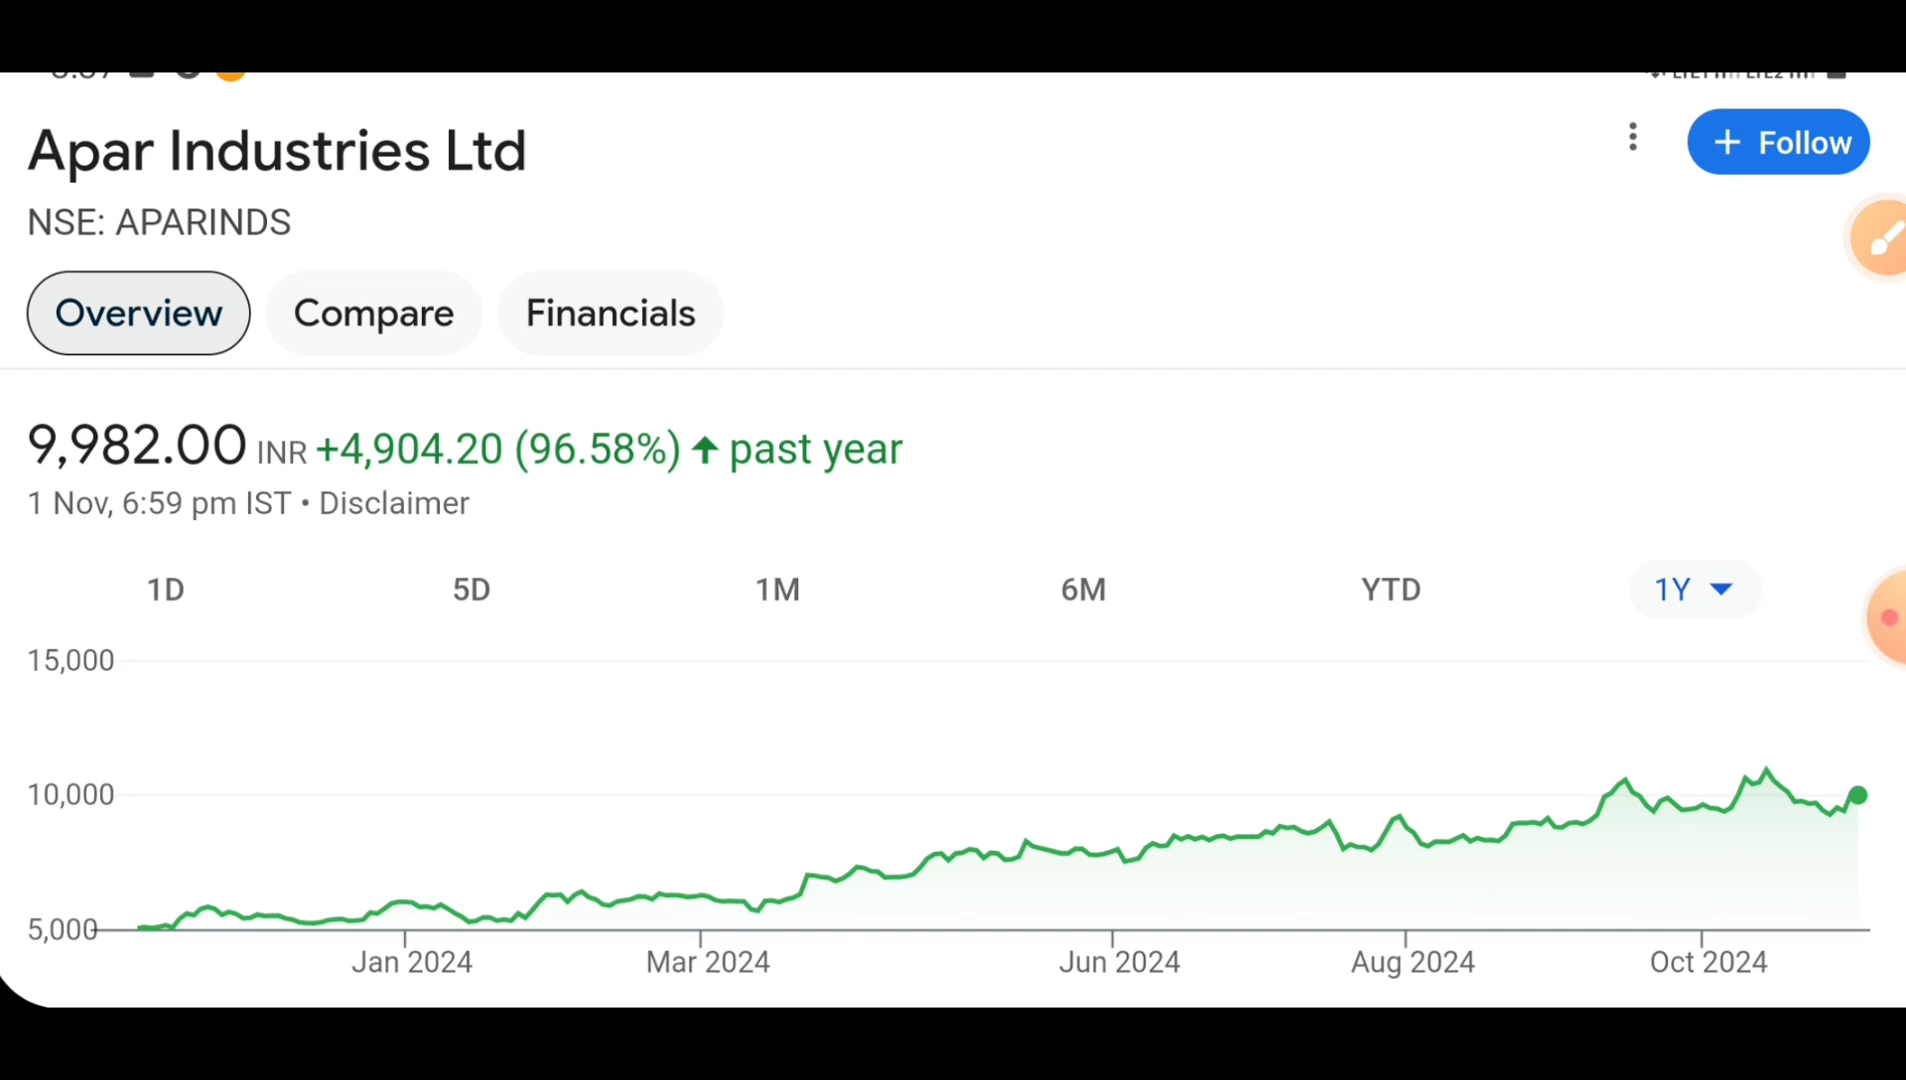 Apar Industries Ltd
+ Follow
NSE: APARINDS
Overview Compare Financials
9,982.00 INR +4,904.20 (96.58%) ↑ past year
1 Nov, 6:59 pm IST • Disclaimer
1D 5D 1M 6M YTD 1Y
15,000
10,000
5,000
Jan 2024 Mar 2024 Jun 2024 Aug 2024 Oct 2024